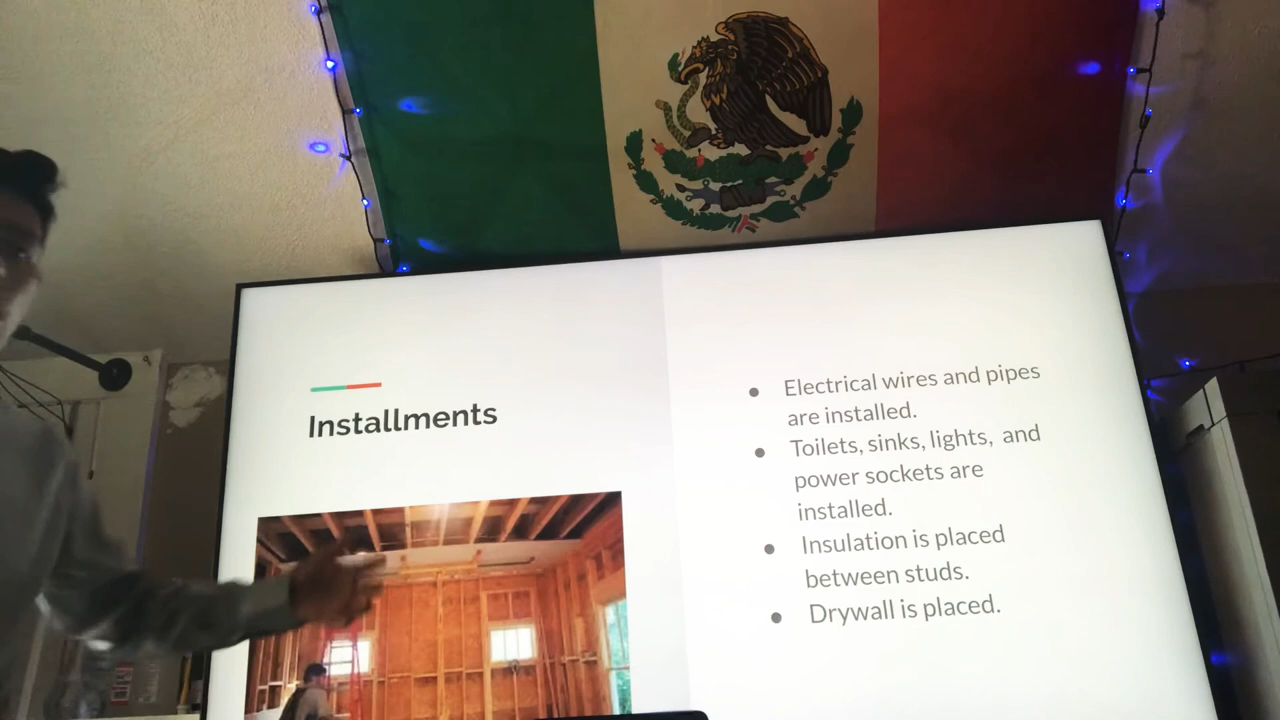 Installments
● Electrical wires and pipes
are installed.
● Toilets, sinks, lights, and
power sockets are
installed.
● Insulation is placed
between studs.
● Drywall is placed.